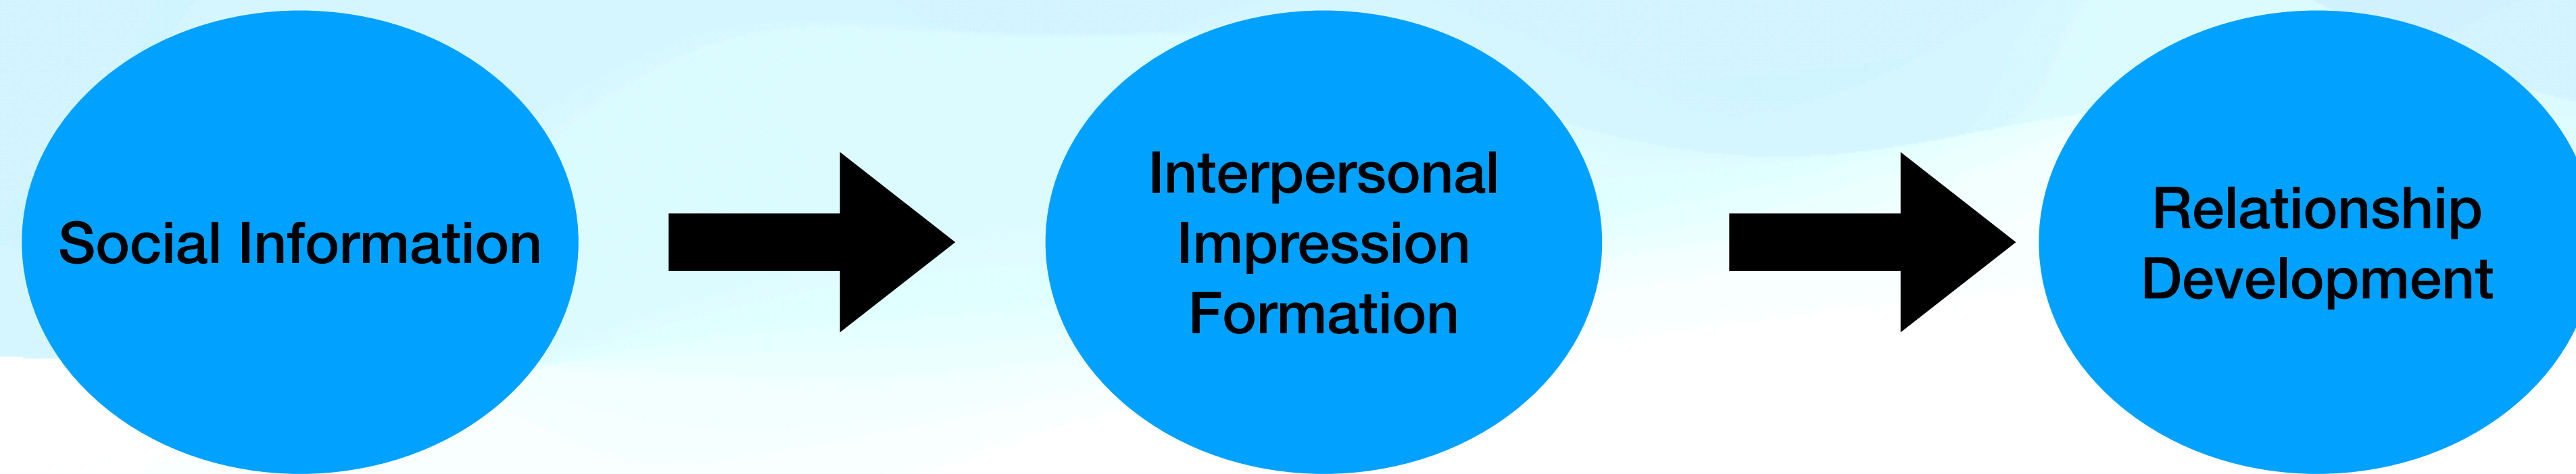 Social Information
Interpersonal
Impression
Formation
Relationship
Development